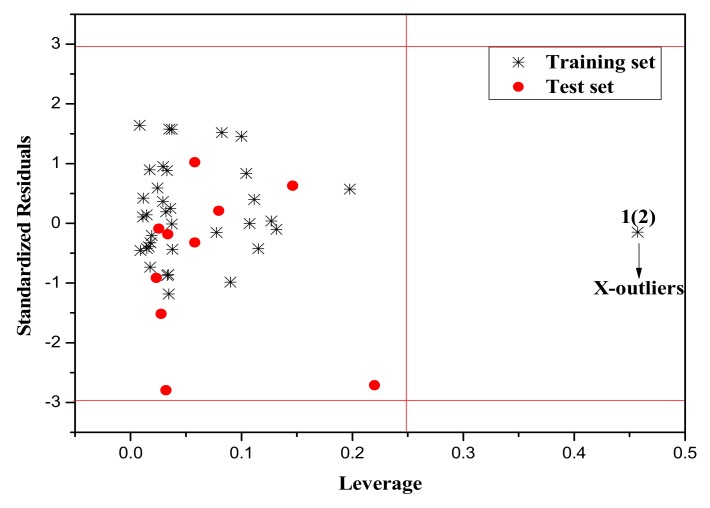 3
2
1
0
-1
-2
-3
Standardized Residuals
Training set
Test set
1(2)
X-outliers
0.0 0.1 0.2 0.3 0.4 0.5
Leverage